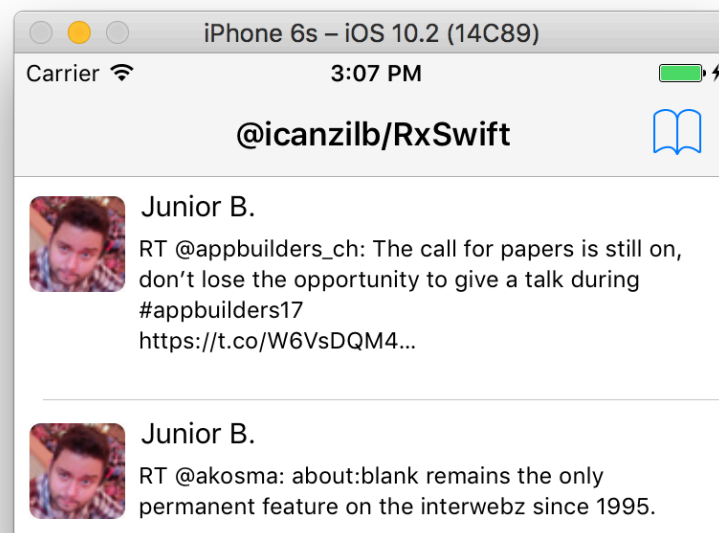 iPhone 6s – iOS 10.2 (14C89)
Carrier 3:07 PM
@icanzilb/RxSwift
Junior B.
RT @appbuilders_ch: The call for papers is still on,
don’t lose the opportunity to give a talk during
#appbuilders17
https://t.co/W6VsDQM4…
Junior B.
RT @akosma: about:blank remains the only
permanent feature on the interwebz since 1995.